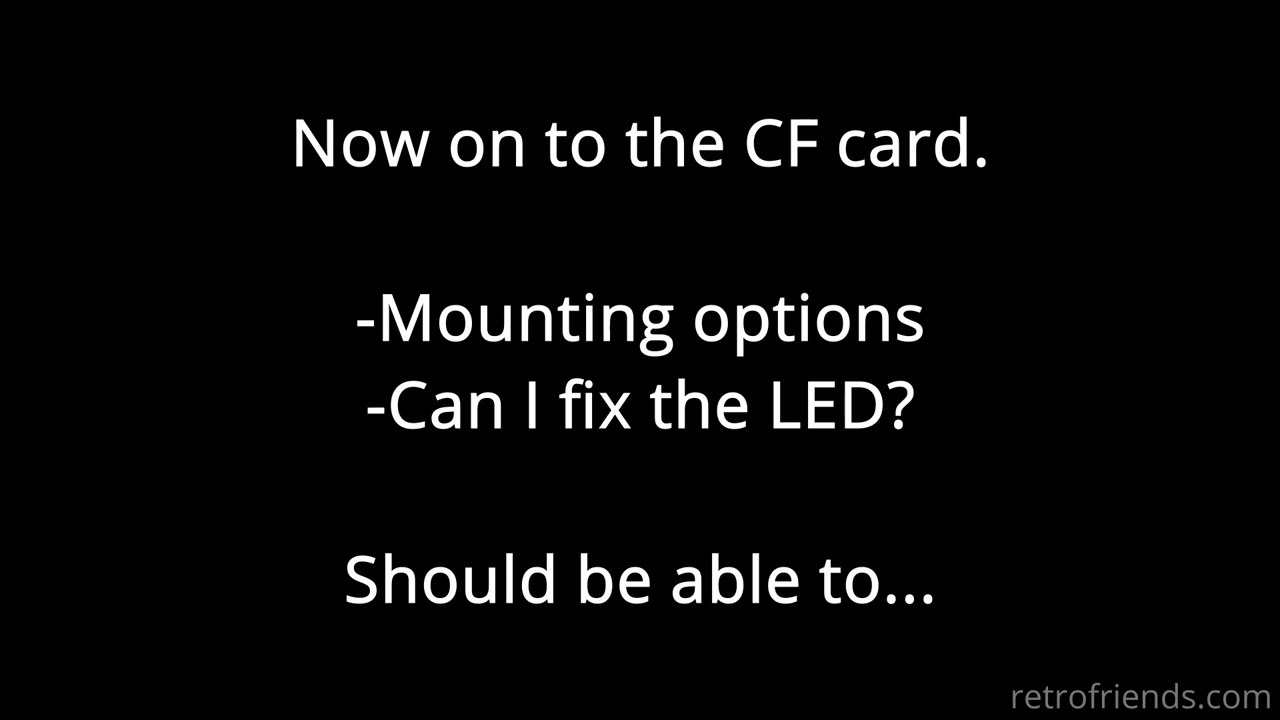 Now on to the CF card.
-Mounting options
-Can I fix the LED?
Should be able to...
retrofriends.com